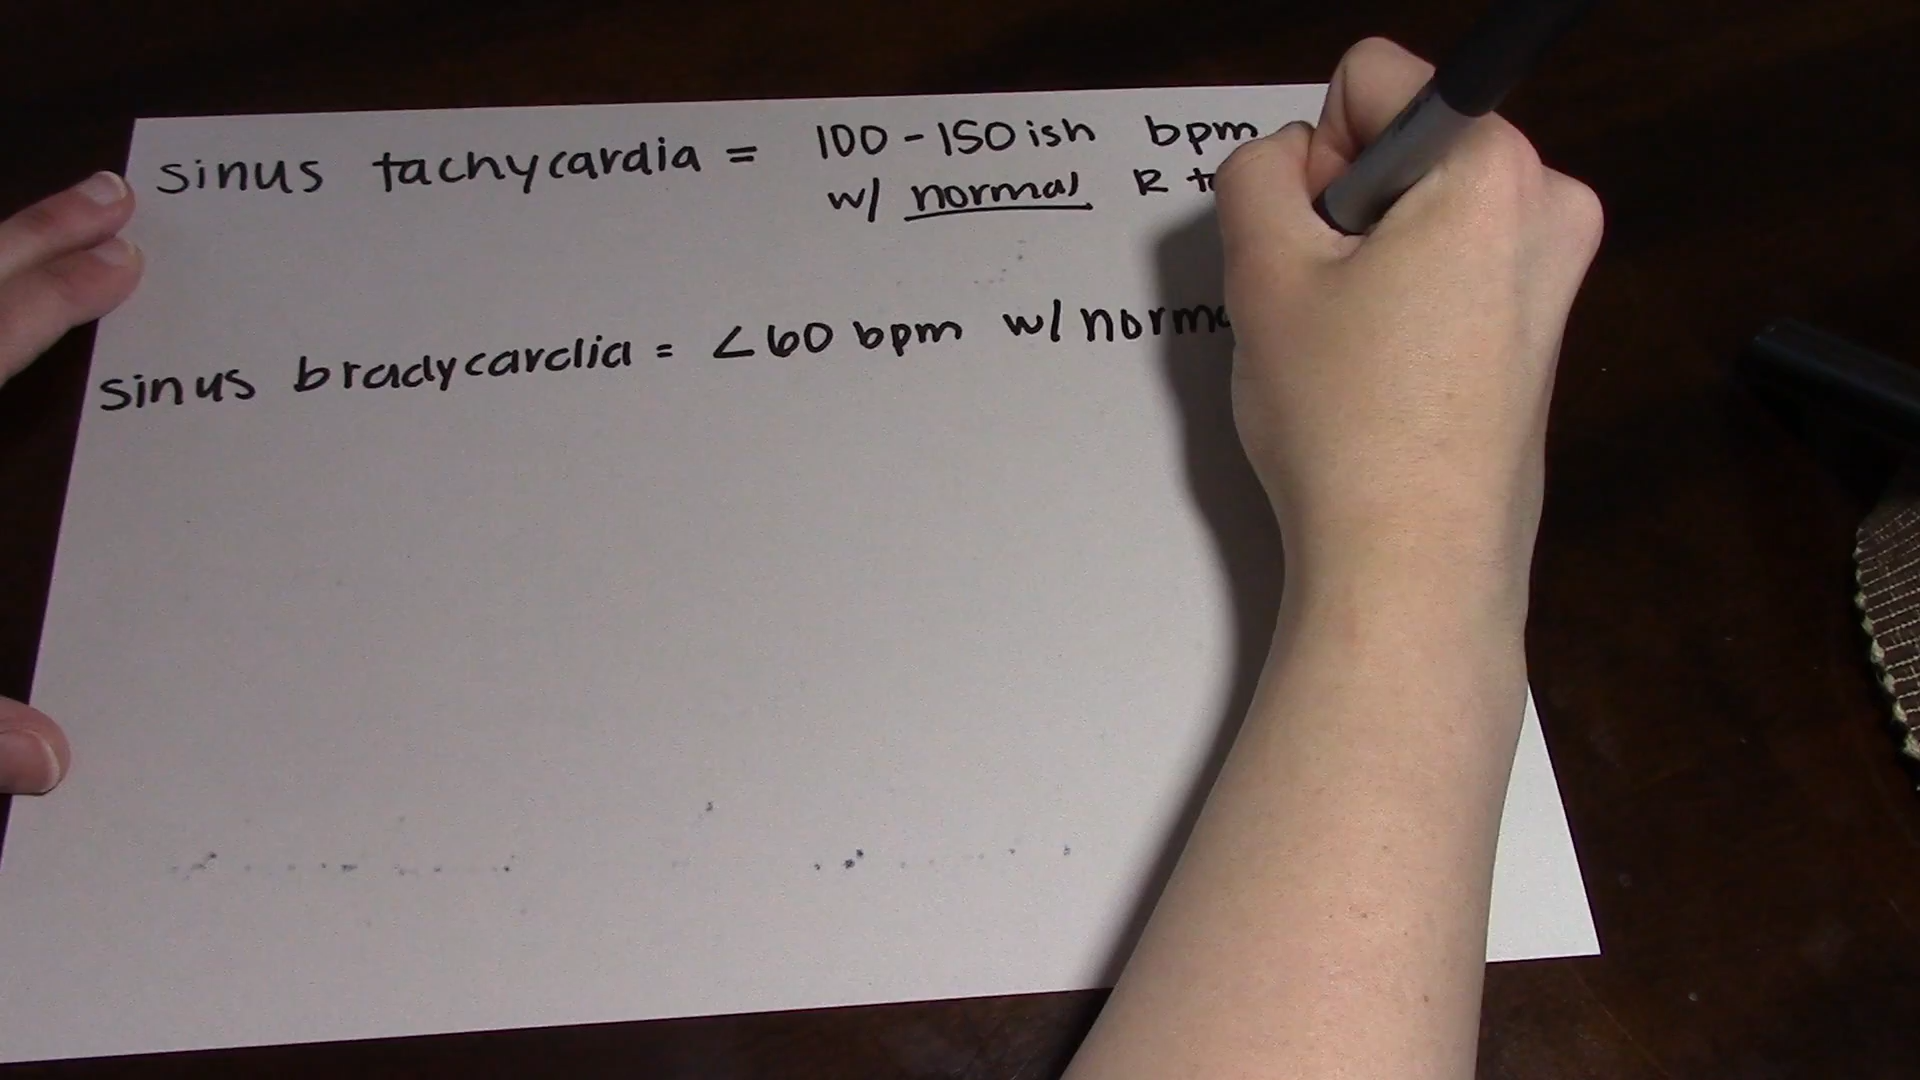 sinus tachycardia = 100 - 150 ish bpm
w/ normal R
sinus bradycardia = <60 bpm w/